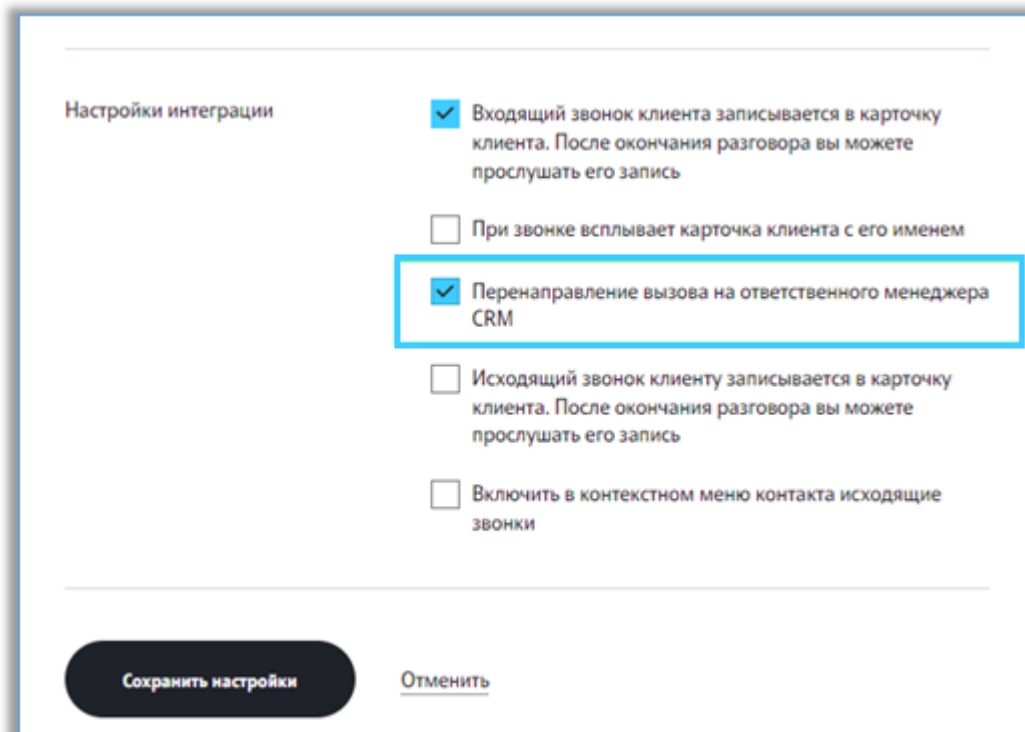 Настройки интеграции
Входящий звонок клиента записывается в карточку
клиента. После окончания разговора вы можете
прослушать его запись
При звонке всплывает карточка клиента с его именем
Перенаправление вызова на ответственного менеджера
CRM
Исходящий звонок клиенту записывается в карточку
клиента. После окончания разговора вы можете
прослушать его запись
Включить в контекстном меню контакта исходящие
звонки
Сохранить настройки
Отменить